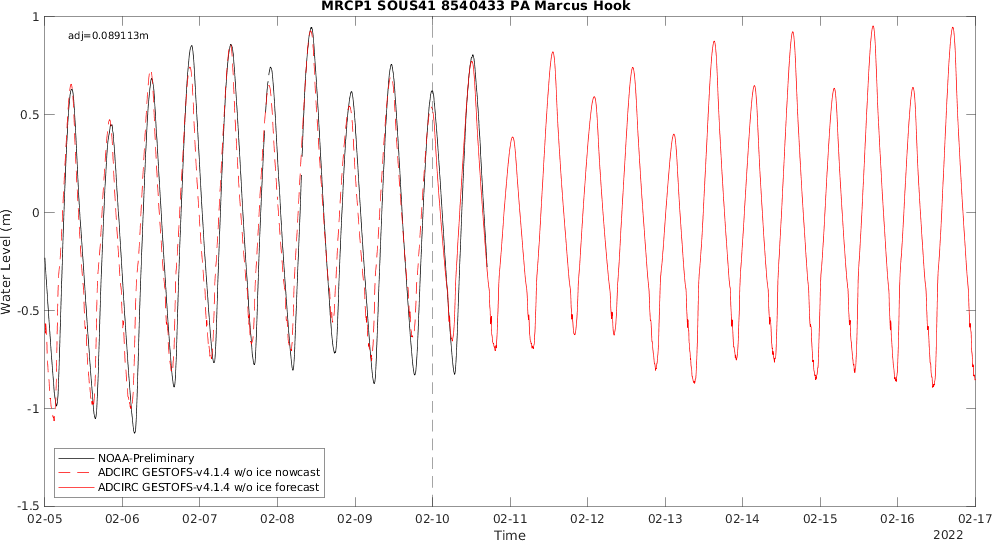 MRCP1 SOUS41 8540433 PA Marcus Hook
adj=0.089113m
Water Level (m)
1
0.5
0
-0.5
-1
-1.5
NOAA-Preliminary
ADCIRC GESTOFS-v4.1.4 w/o ice nowcast
ADCIRC GESTOFS-v4.1.4 w/o ice forecast
02-05 02-06 02-07 02-08 02-09 02-10 02-11 02-12 02-13 02-14 02-15 02-16 02-17
Time
2022